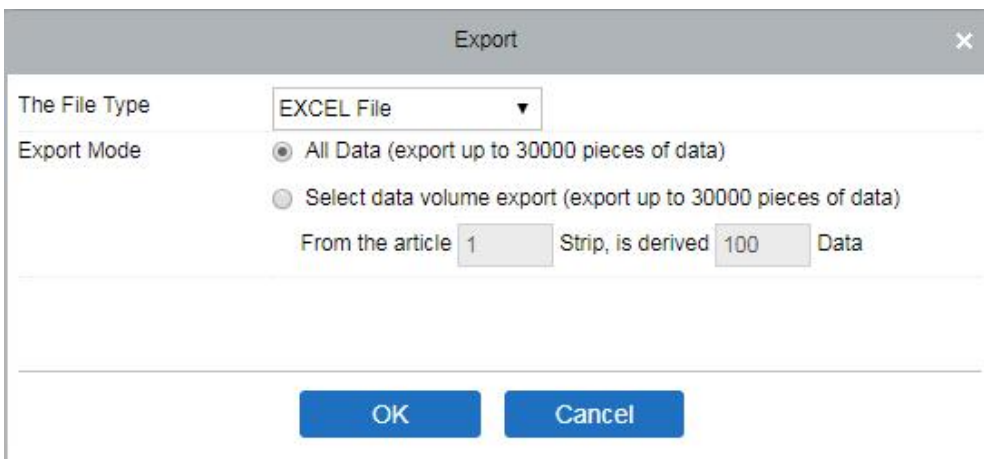 Export
The File Type EXCEL File
Export Mode All Data (export up to 30000 pieces of data)
Select data volume export (export up to 30000 pieces of data)
From the article 1 Strip, is derived 100 Data
OK Cancel